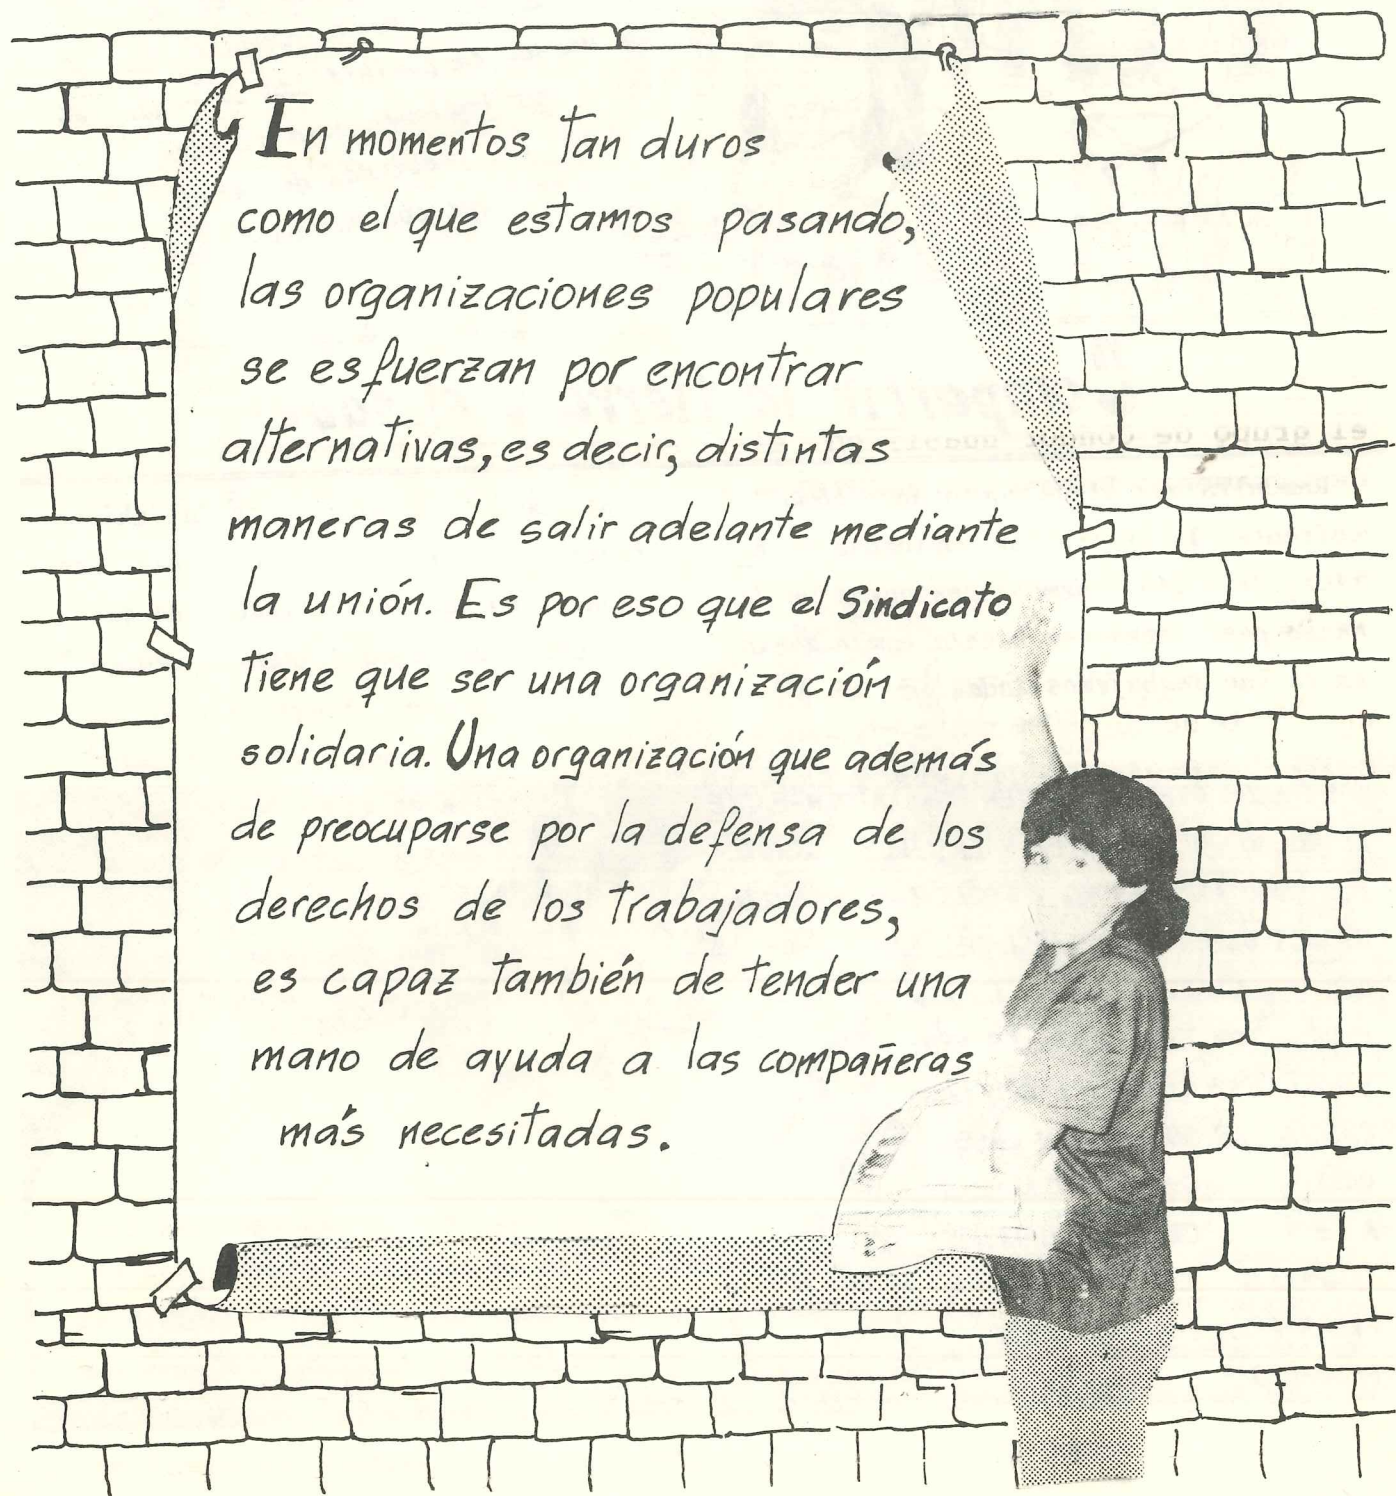 En momentos tan duros
como el que estamos pasando,
las organizaciones populares
se esfuerzan por encontrar
alternativas, es decir, distintas
maneras de salir adelante mediante
la unión. Es por eso que el Sindicato
tiene que ser una organización
solidaria. Una organización que además
de preocuparse por la defensa de los
derechos de los trabajadores,
es capaz también de tender una
mano de ayuda a las compañeras
más necesitadas.